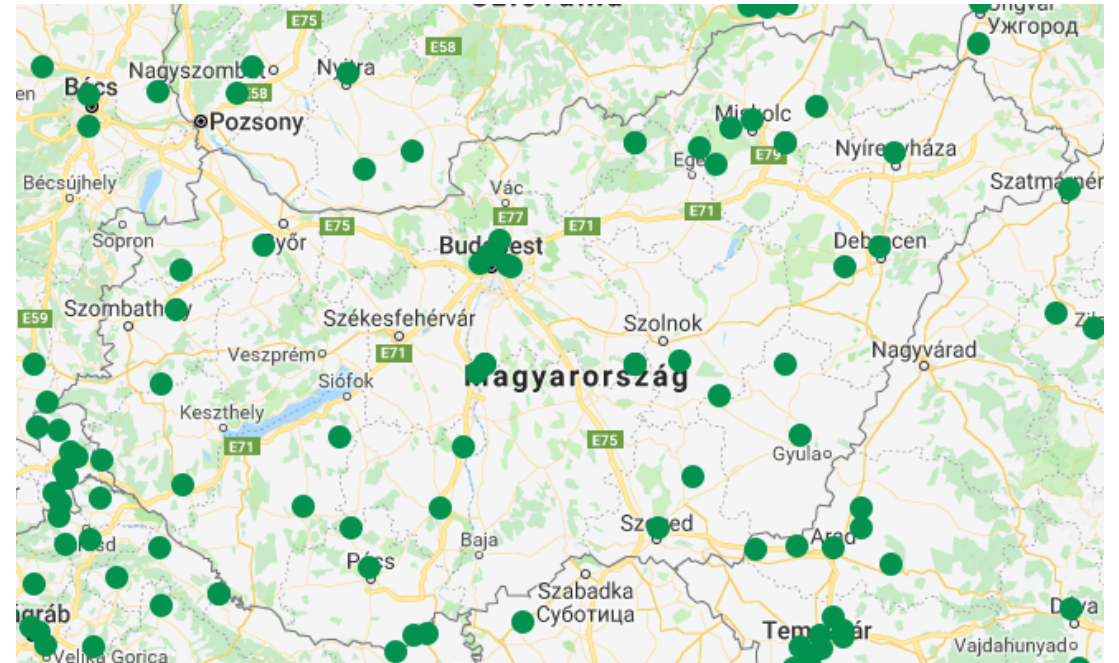 E75
E58
Ужгород
Nagyszombat
Nyitra
Bécs
E58
en
Pozsony
Miskolc
Nyíregyháza
E79
Bécsújhely
Vác
Szatmárnémeti
E77
E71
E75
E71
Sopron
Győr
Budapest
Debrecen
Szombathely
E59
Székesfehérvár
Szolnok
Veszprém
E71
Nagyvárad
Siófok
Magyarország
Keszthely
E71
E75
Gyula
Szeged
Baja
Arad
Pécs
Szabadka
Суботица
Déva
ágráb
Temesvár
Vajdahunyad
Velika Gorica